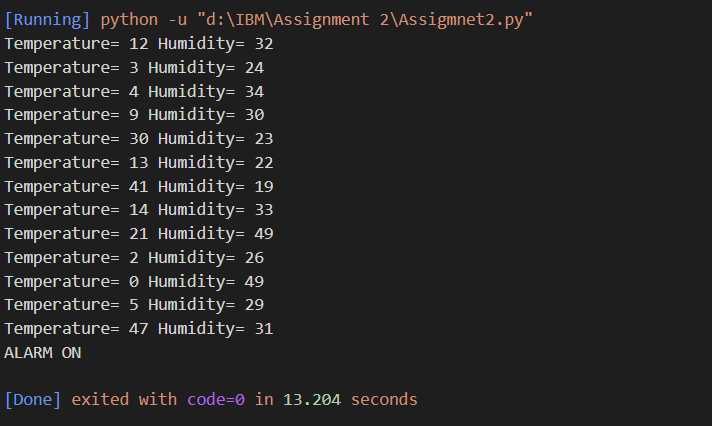 [Running] python -u "d:\IBM\Assignment 2\Assigmnet2.py"
Temperature= 12 Humidity= 32
Temperature= 3 Humidity= 24
Temperature= 4 Humidity= 34
Temperature= 9 Humidity= 30
Temperature= 30 Humidity= 23
Temperature= 13 Humidity= 22
Temperature= 41 Humidity= 19
Temperature= 14 Humidity= 33
Temperature= 21 Humidity= 49
Temperature= 2 Humidity= 26
Temperature= 0 Humidity= 49
Temperature= 5 Humidity= 29
Temperature= 47 Humidity= 31
ALARM ON
[Done] exited with code=0 in 13.204 seconds